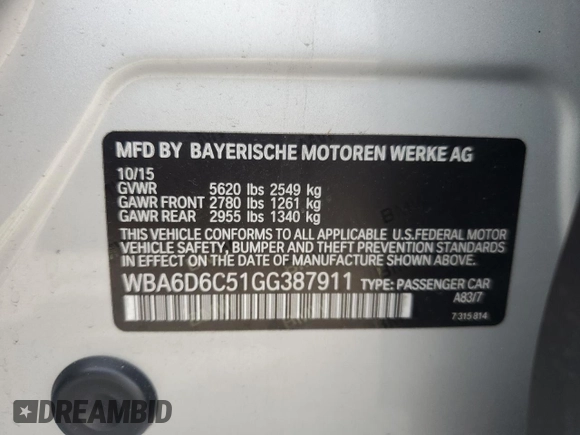 MFD BY BAYERISCHE MOTOREN WERKE AG
10/15
GVWR 5620 lbs 2549 kg
GAWR FRONT 2780 lbs 1261 kg
GAWR REAR 2955 lbs 1340 kg
THIS VEHICLE CONFORMS TO ALL APPLICABLE U.S.FEDERAL MOTOR
VEHICLE SAFETY, BUMPER AND THEFT PREVENTION STANDARDS
IN EFFECT ON THE DATE OF MANUFACTURE SHOWN ABOVE.
WBA6D6C51GG387911 TYPE: PASSENGER CAR
A83/7
7315814
DREAMBID